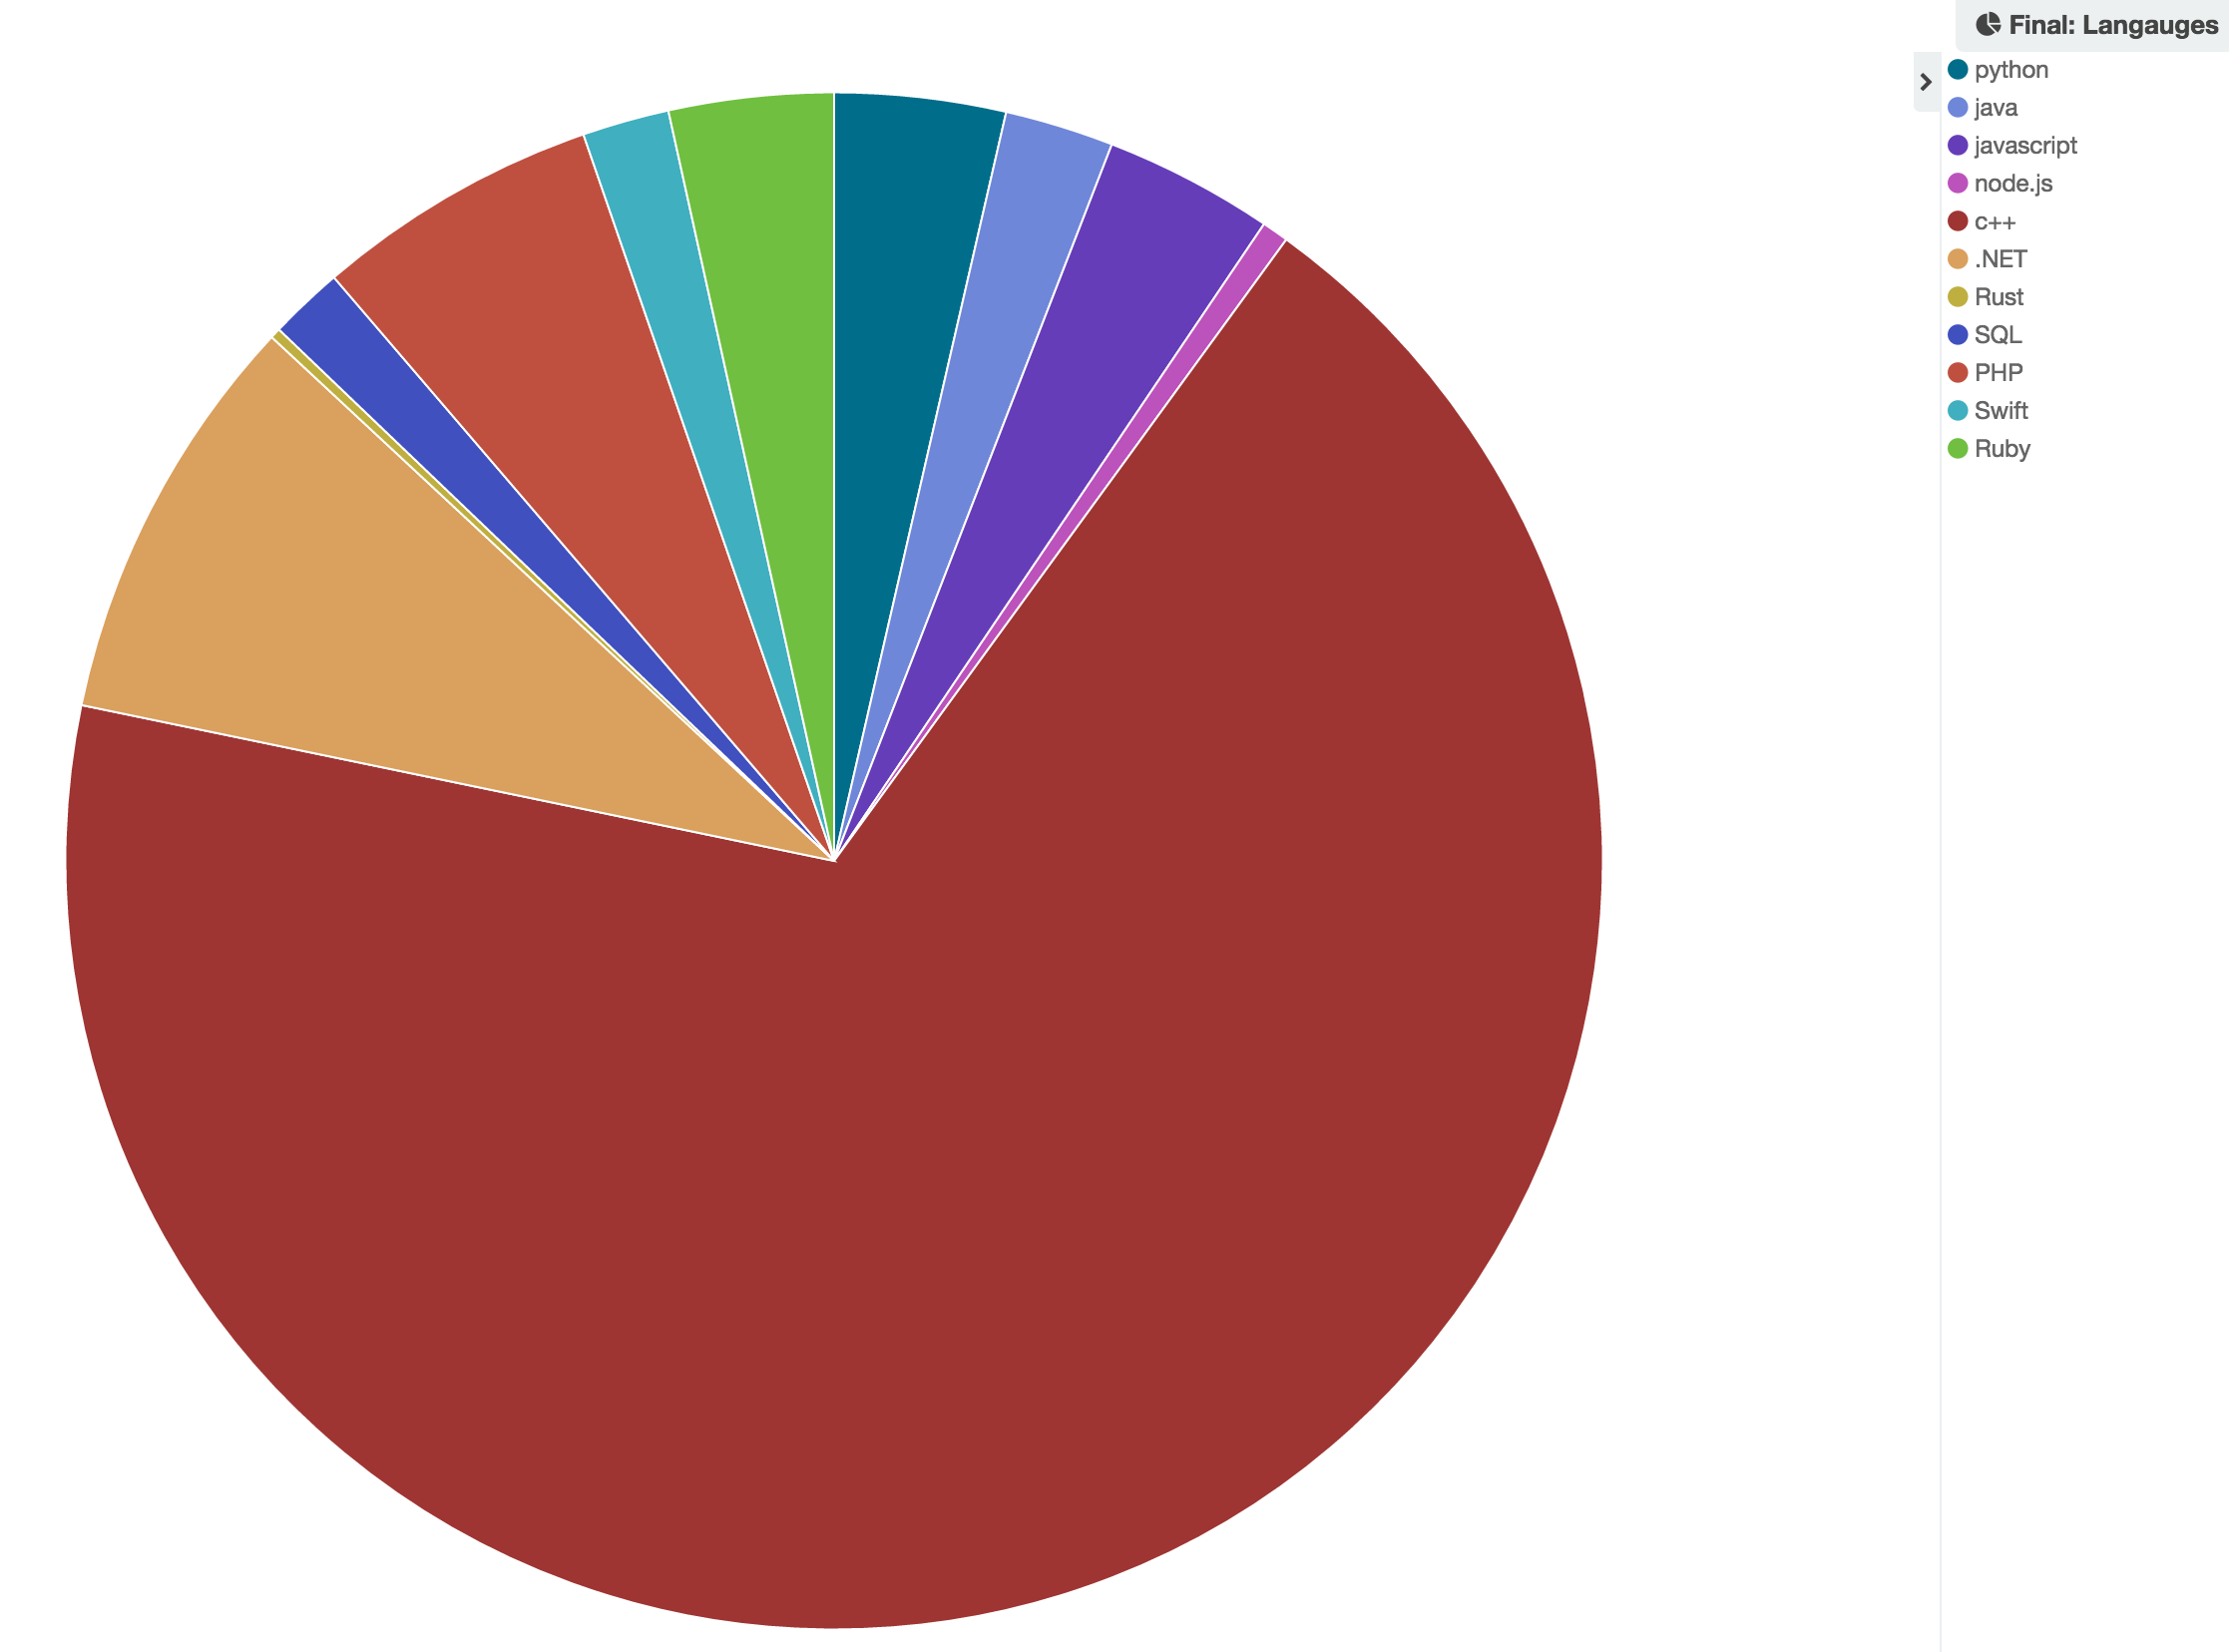 Final: Langauges
python
java
javascript
node.js
c++
.NET
Rust
SQL
PHP
Swift
Ruby